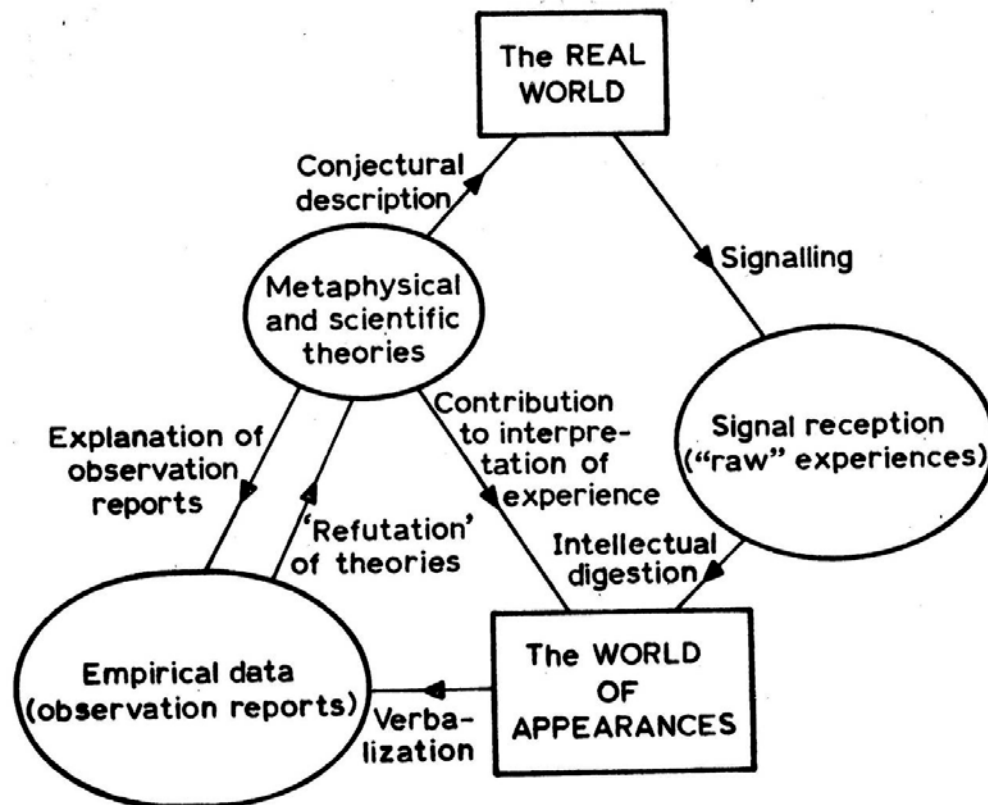 The REAL
WORLD
Conjectural
description
Signalling
Metaphysical
and scientific
theories
Contribution
to interpre-
tation of
experience
Signal reception
(“raw” experiences)
Explanation of
observation
reports
‘Refutation’
of theories
Intellectual
digestion
The WORLD
OF
APPEARANCES
Empirical data
(observation reports)
Verba-
lization